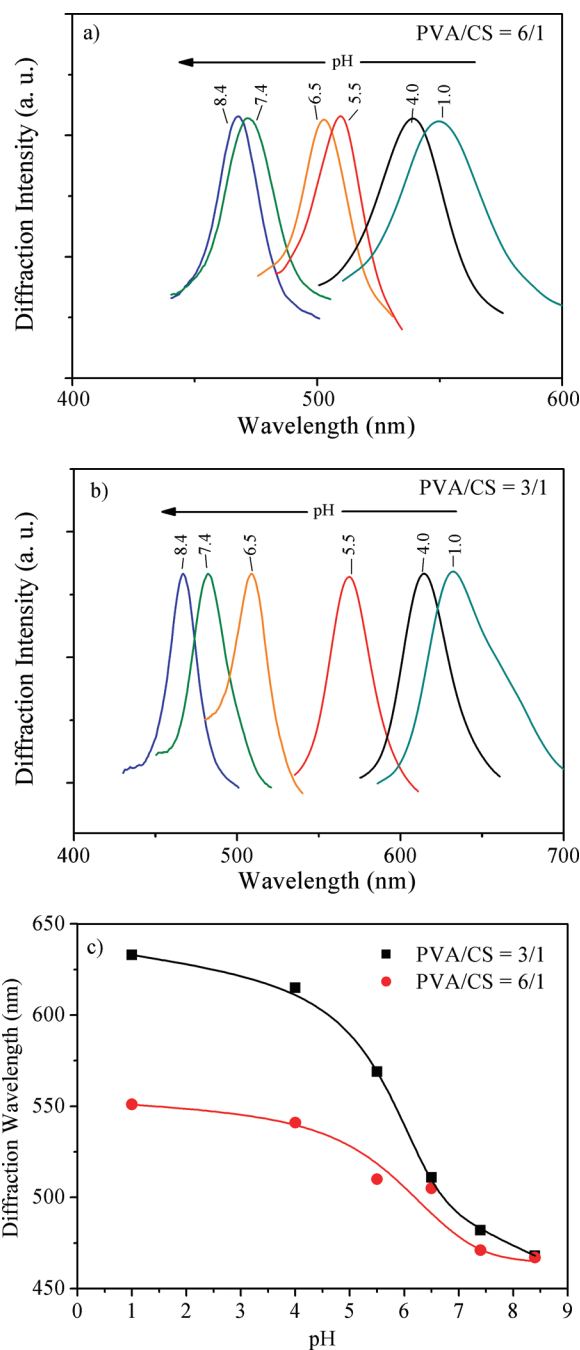 a)
PVA/CS = 6/1
pH
8.4
7.4
6.5
5.5
4.0
1.0
Diffraction Intensity (a. u.)
400
500
600
Wavelength (nm)
b)
PVA/CS = 3/1
pH
8.4
7.4
6.5
5.5
4.0
1.0
Diffraction Intensity (a. u.)
400
500
600
700
Wavelength (nm)
c)
PVA/CS = 3/1
PVA/CS = 6/1
Diffraction Wavelength (nm)
650
600
550
500
450
0
1
2
3
4
5
6
7
8
9
pH